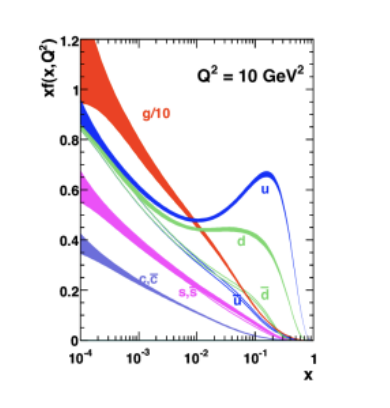 xf(x,Q²)
1.2
1
0.8
0.6
0.4
0.2
0
Q² = 10 GeV²
g/10
u
d
c,c̅
s,s̅
u̅
d̅
10⁻⁴
10⁻³
10⁻²
10⁻¹
1
x